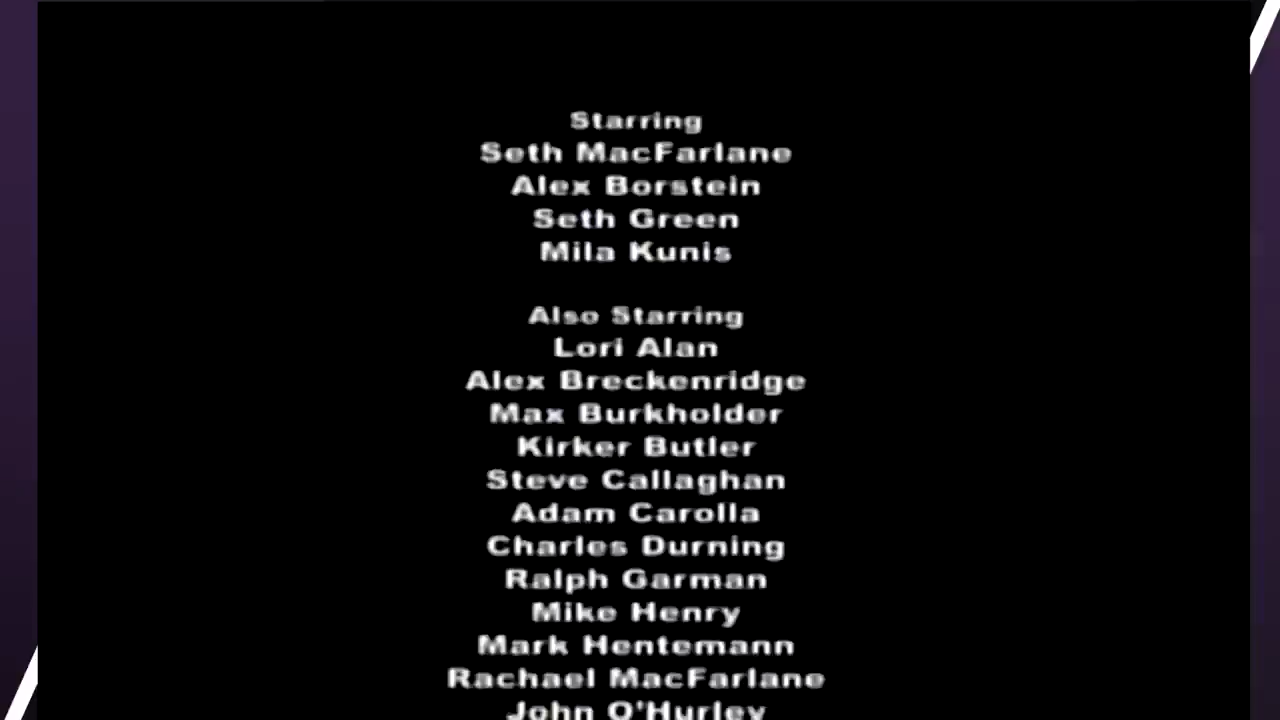 Starring
Seth MacFarlane
Alex Borstein
Seth Green
Mila Kunis
Also Starring
Lori Alan
Alex Breckenridge
Max Burkholder
Kirker Butler
Steve Callaghan
Adam Carolla
Charles Durning
Ralph Garman
Mike Henry
Mark Hentemann
Rachael MacFarlane
John O'Hurley